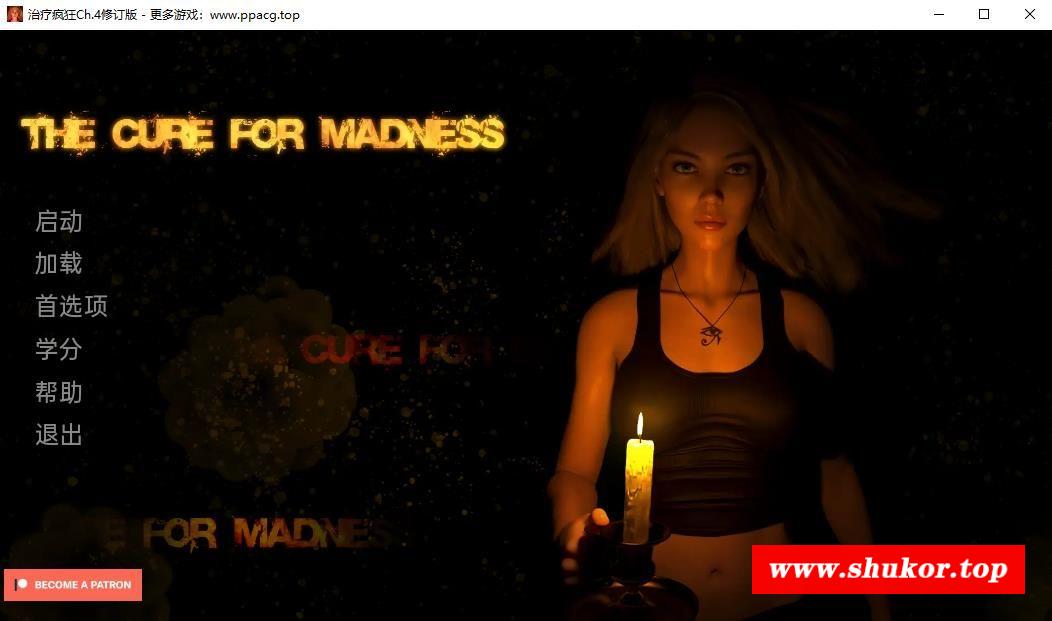 治疗疯狂Ch.4修订版 - 更多游戏：www.ppacg.top
THE CURE FOR MADNESS
启动
加载
首选项
CURE FOR
学分
帮助
退出
E FOR MADNES
BECOME A PATRON
www.shukor.top